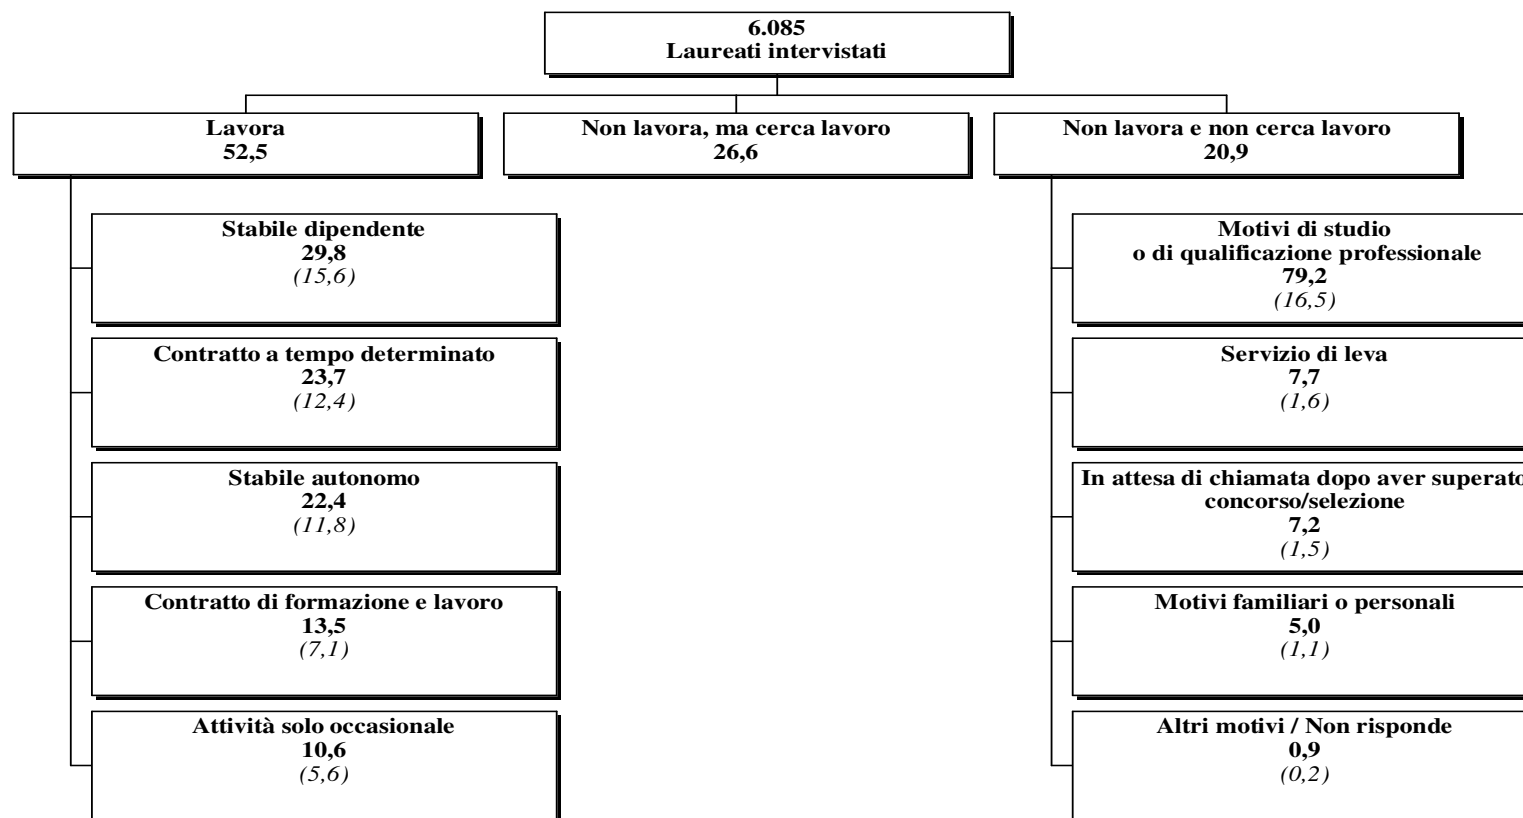 6.085
Laureati intervistati
Lavora
52,5
Non lavora, ma cerca lavoro
26,6
Non lavora e non cerca lavoro
20,9
Stabile dipendente
29,8
(15,6)
Contratto a tempo determinato
23,7
(12,4)
Stabile autonomo
22,4
(11,8)
Contratto di formazione e lavoro
13,5
(7,1)
Attività solo occasionale
10,6
(5,6)
Motivi di studio
o di qualificazione professionale
79,2
(16,5)
Servizio di leva
7,7
(1,6)
In attesa di chiamata dopo aver superato
concorso/selezione
7,2
(1,5)
Motivi familiari o personali
5,0
(1,1)
Altri motivi / Non risponde
0,9
(0,2)